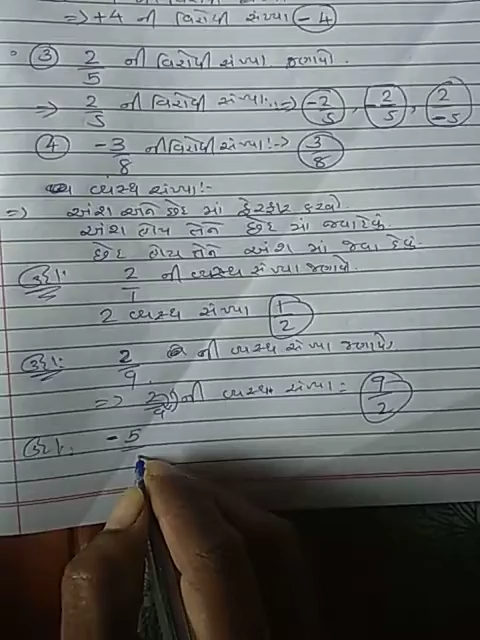 ⇒ +4 ની વિરોધી સંખ્યા -4
③ 2/5 ની વિરોધી સંખ્યા જણાવો.
⇒ 2/5 ની વિરોધી સંખ્યા:⇒ -2/5, -2/5, 2/-5
④ -3/8 ની વિરોધી સંખ્યા:-> 3/8
વ્યસ્થ સંખ્યા:-
⇒ અંશ અને છેદ માં ફેરફાર કરવો.
અંશ હોય તેને છેદ માં જવા દેવું.
છેદ હોય તેને અંશ માં જવા દેવું.
ઉદા: 2/1 ની વ્યસ્થ સંખ્યા જણાવો.
2 વ્યસ્થ સંખ્યા 1/2
ઉદા: 2/9 ની વ્યસ્થ સંખ્યા જણાવો
⇒ 2/9 ની વ્યસ્થ સંખ્યા = 9/2
ઉદા: -5